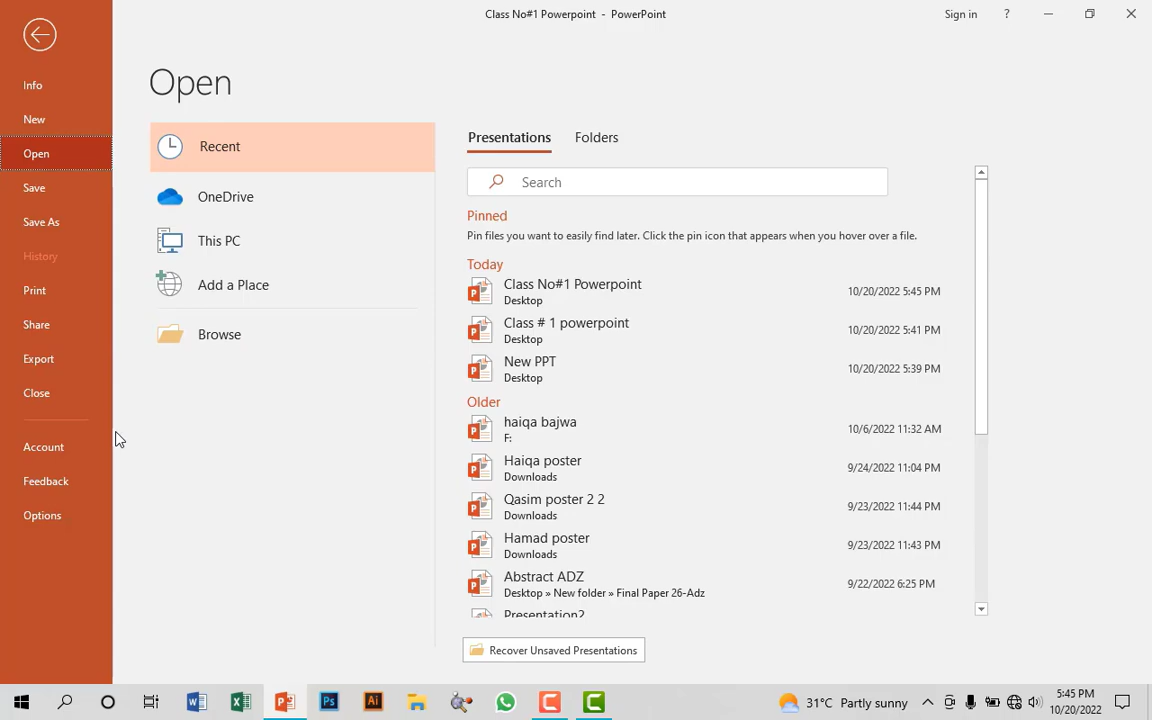 Class No#1 Powerpoint - PowerPoint
Sign in
?
Info
New
Open
Save
Save As
History
Print
Share
Export
Close
Account
Feedback
Options
Open
Recent
OneDrive
This PC
Add a Place
Browse
Presentations Folders
Search
Pinned
Pin files you want to easily find later. Click the pin icon that appears when you hover over a file.
Today
Class No#1 Powerpoint 10/20/2022 5:45 PM
Desktop
Class # 1 powerpoint 10/20/2022 5:41 PM
Desktop
New PPT 10/20/2022 5:39 PM
Desktop
Older
haiqa bajwa 10/6/2022 11:32 AM
F:
Haiqa poster 9/24/2022 11:04 PM
Downloads
Qasim poster 2 2 9/23/2022 11:44 PM
Downloads
Hamad poster 9/23/2022 11:43 PM
Downloads
Abstract ADZ 9/22/2022 6:25 PM
Desktop » New folder » Final Paper 26-Adz
Presentation2
Recover Unsaved Presentations
31°C Partly sunny
5:45 PM
10/20/2022